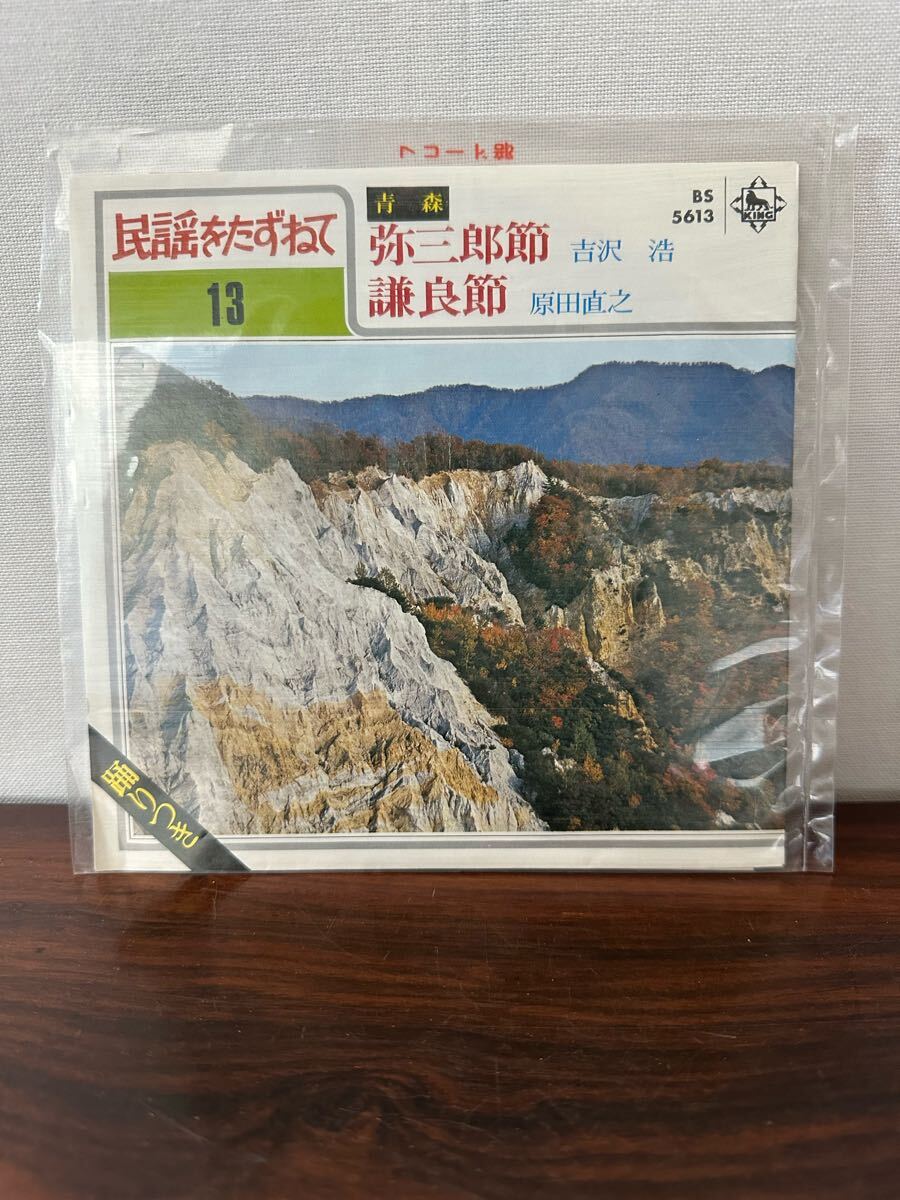 レコード針
民謡をたずねて
13
青森
弥三郎節 吉沢 浩
謙良節 原田直之
BS
5613
KING
踊りつき